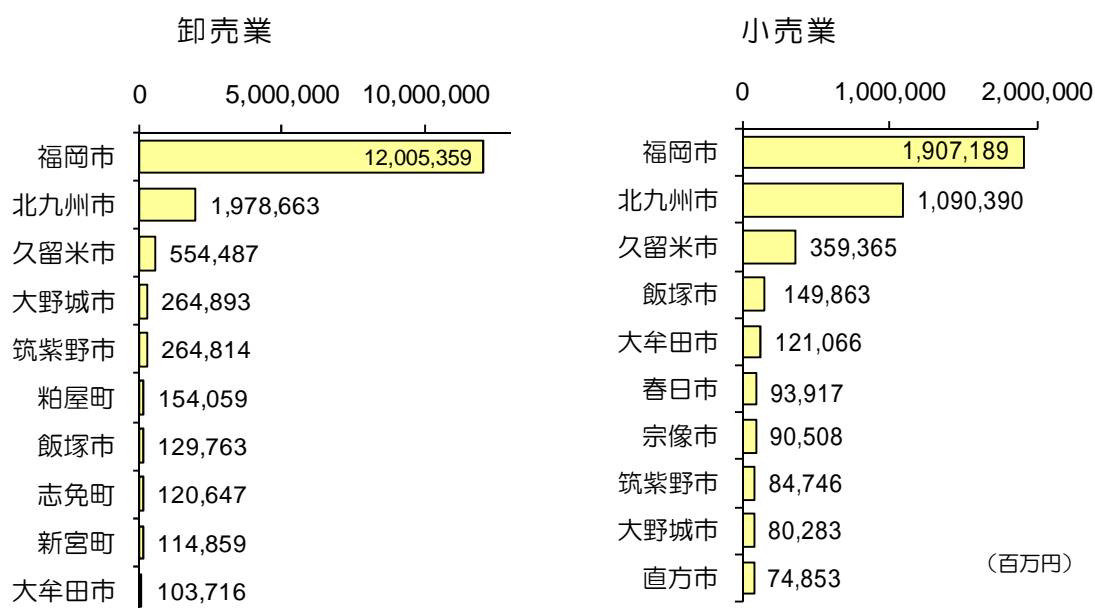 卸売業
0 5,000,000 10,000,000
福岡市 12,005,359
北九州市 1,978,663
久留米市 554,487
大野城市 264,893
筑紫野市 264,814
粕屋町 154,059
飯塚市 129,763
志免町 120,647
新宮町 114,859
大牟田市 103,716
小売業
0 1,000,000 2,000,000
福岡市 1,907,189
北九州市 1,090,390
久留米市 359,365
飯塚市 149,863
大牟田市 121,066
春日市 93,917
宗像市 90,508
筑紫野市 84,746
大野城市 80,283
直方市 74,853
（百万円）